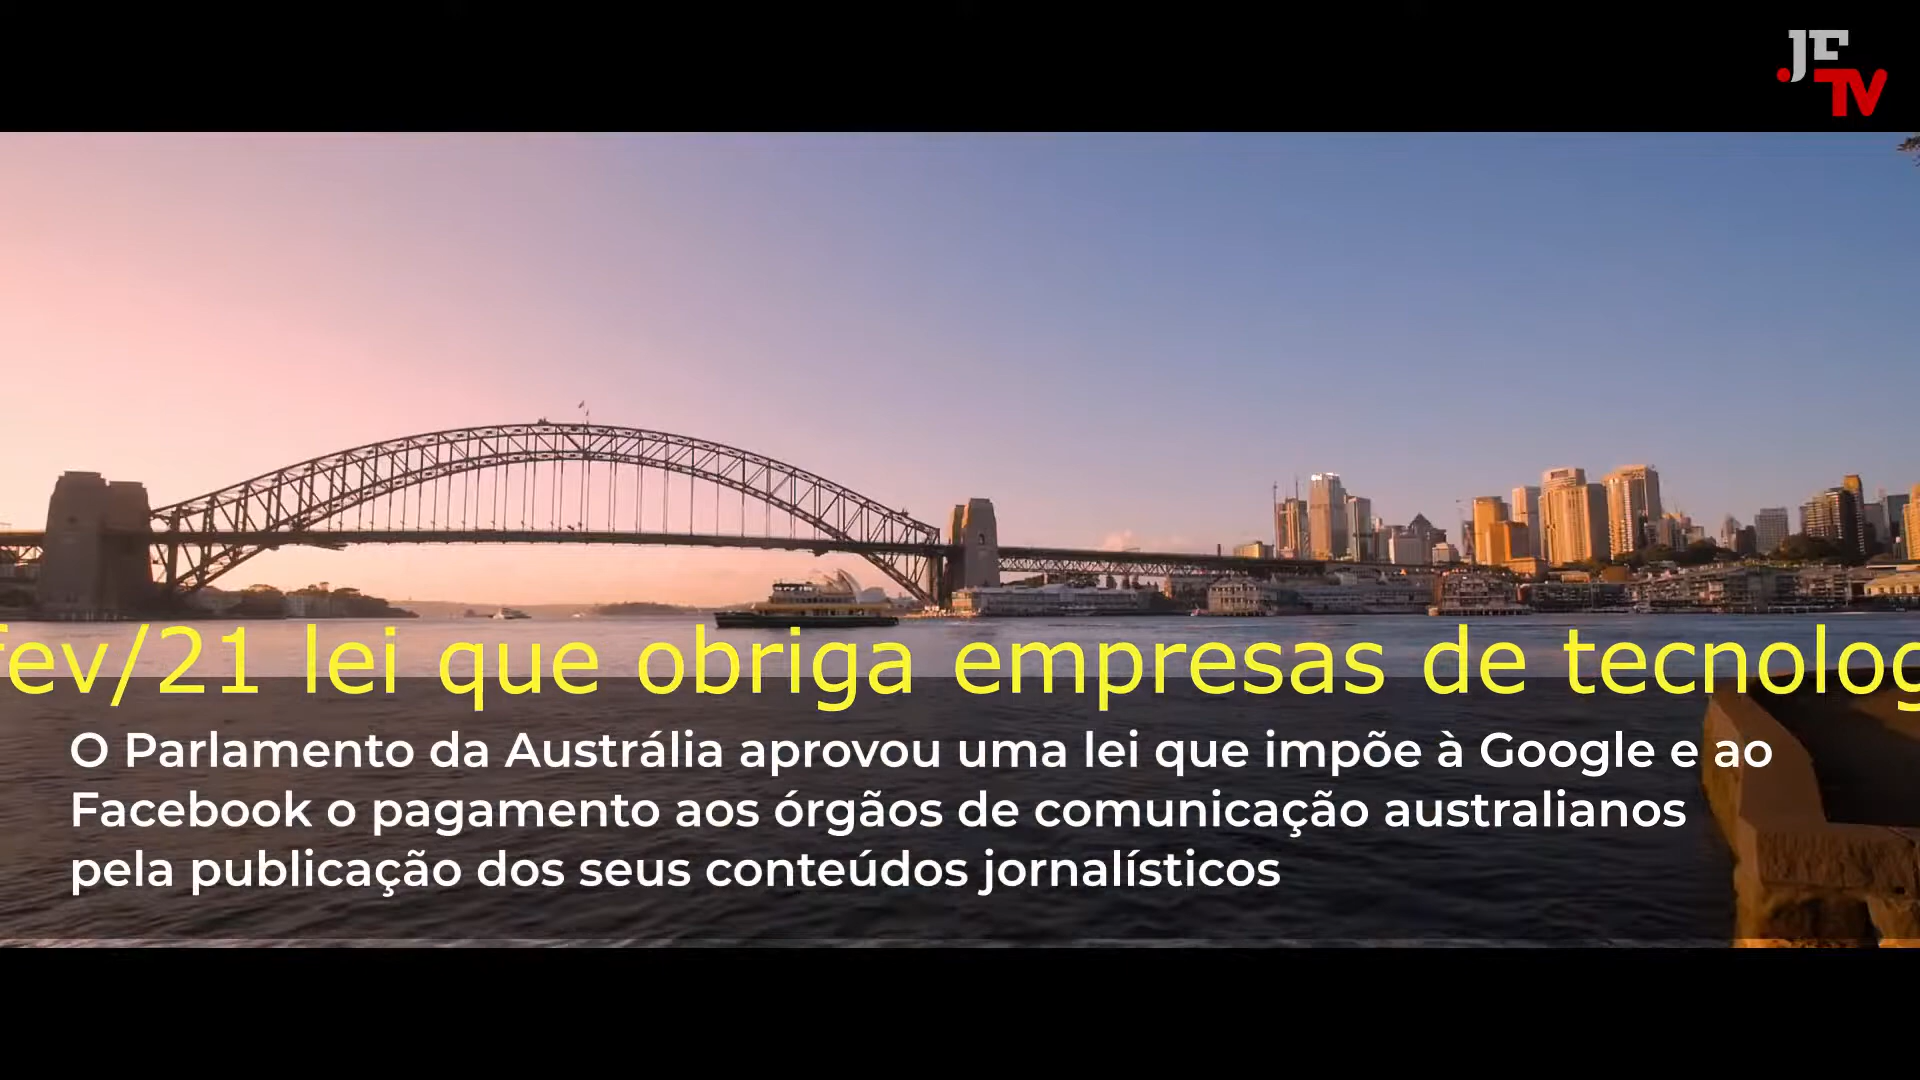 JF
TV
fev/21 lei que obriga empresas de tecnolog
O Parlamento da Austrália aprovou uma lei que impõe à Google e ao
Facebook o pagamento aos órgãos de comunicação australianos
pela publicação dos seus conteúdos jornalísticos